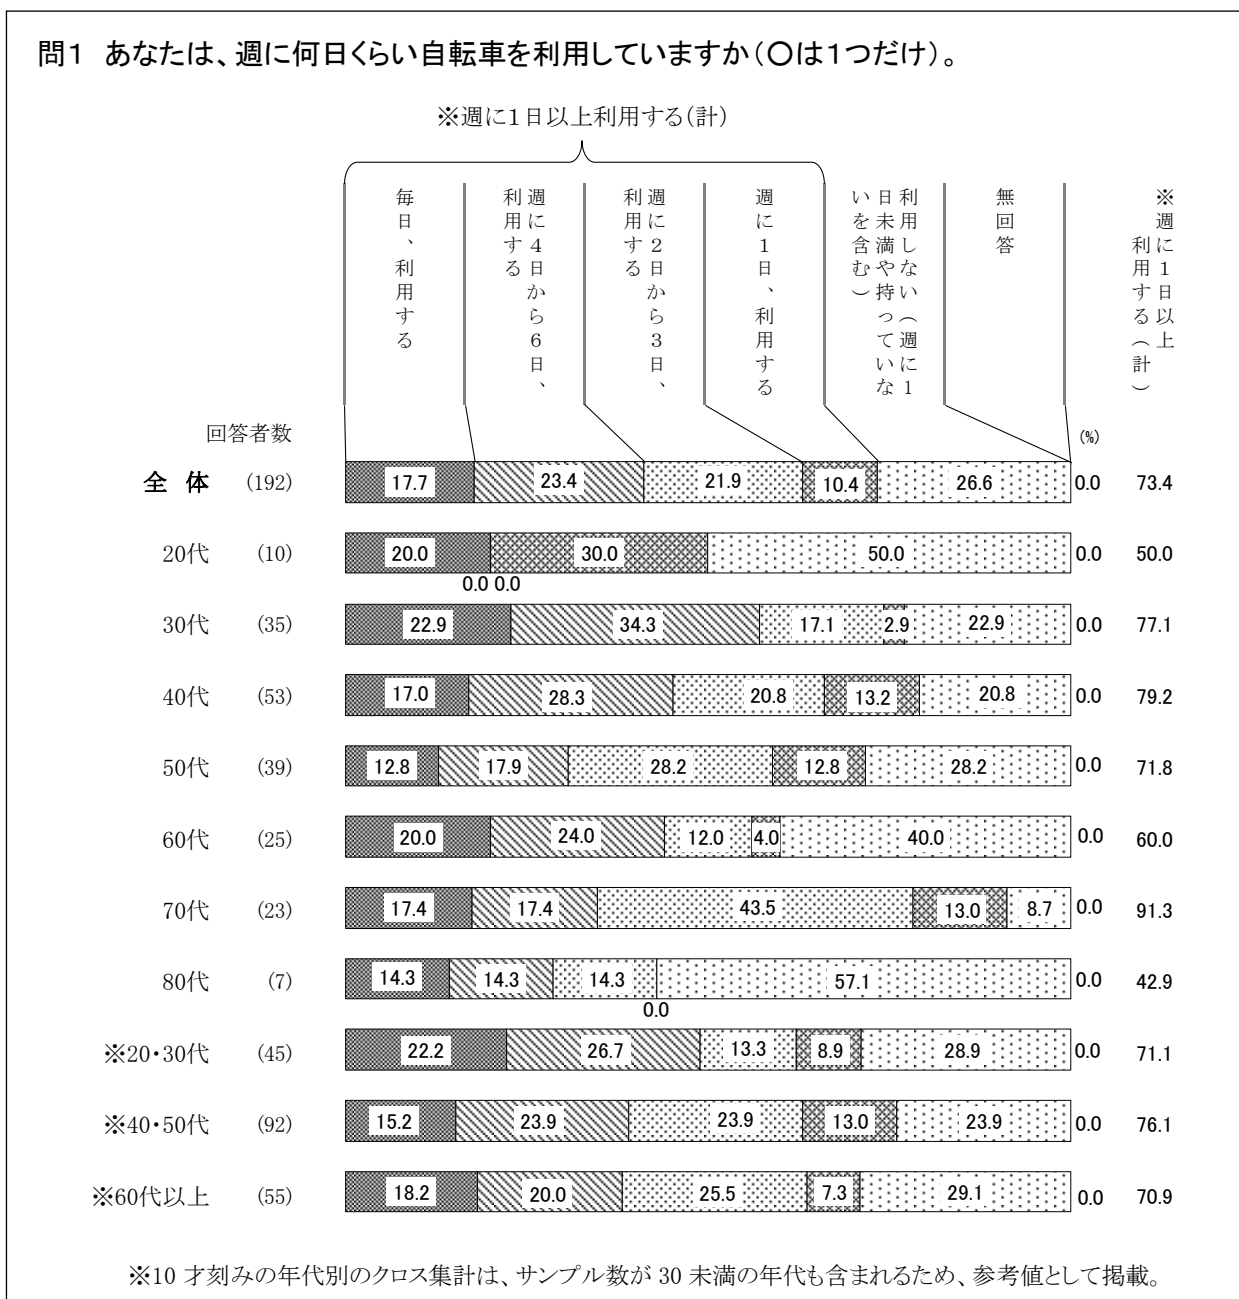 問1 あなたは、週に何日くらい自転車を利用していますか(○は1つだけ)。
※週に1日以上利用する(計)
毎日、利用する
週に4日から6日、
利用する
週に2日から3日、
利用する
週に1日、利用する
利用しない(週に1
日未満や持っていな
いを含む)
無回答
※週に1日以上
利用する(計)
回答者数
(%)
全 体 (192) 17.7 23.4 21.9 10.4 26.6 0.0 73.4
20代 (10) 20.0 30.0 50.0 0.0 50.0
0.0 0.0
30代 (35) 22.9 34.3 17.1 2.9 22.9 0.0 77.1
40代 (53) 17.0 28.3 20.8 13.2 20.8 0.0 79.2
50代 (39) 12.8 17.9 28.2 12.8 28.2 0.0 71.8
60代 (25) 20.0 24.0 12.0 4.0 40.0 0.0 60.0
70代 (23) 17.4 17.4 43.5 13.0 8.7 0.0 91.3
80代 (7) 14.3 14.3 14.3 57.1 0.0 42.9
0.0
※20・30代 (45) 22.2 26.7 13.3 8.9 28.9 0.0 71.1
※40・50代 (92) 15.2 23.9 23.9 13.0 23.9 0.0 76.1
※60代以上 (55) 18.2 20.0 25.5 7.3 29.1 0.0 70.9
※10 才刻みの年代別のクロス集計は、サンプル数が 30 未満の年代も含まれるため、参考値として掲載。